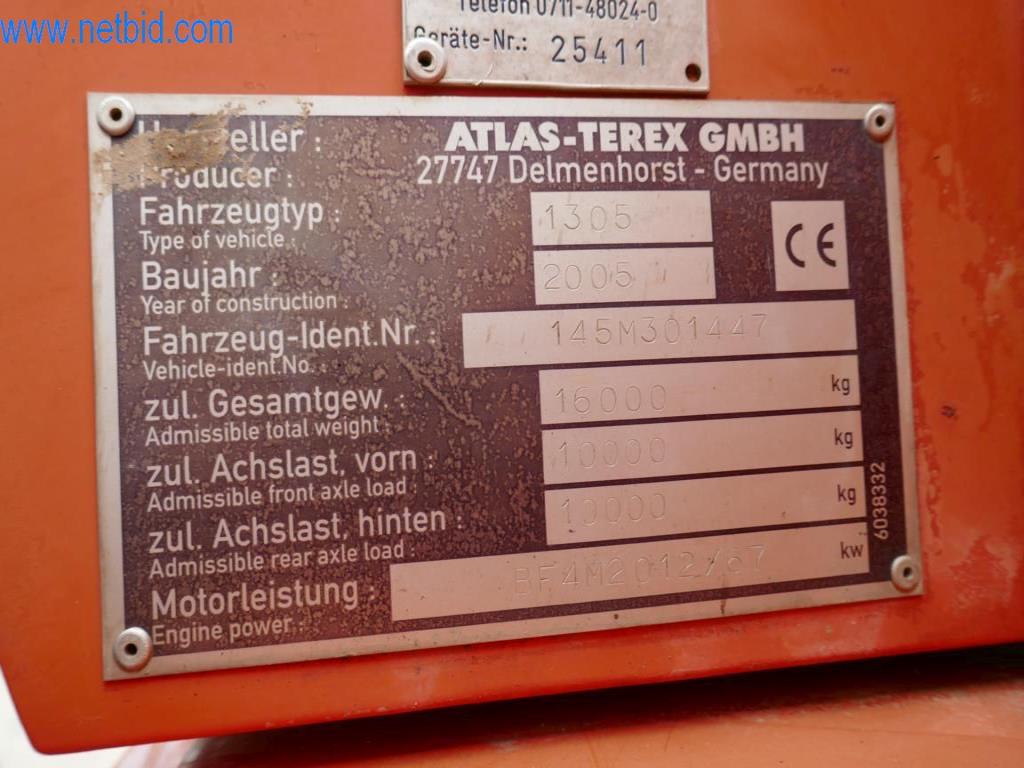 www.netbid.com
Telefon 0711-48024-0
Geräte-Nr.: 25411
Hersteller : ATLAS-TEREX GMBH
Producer : 27747 Delmenhorst - Germany
Fahrzeugtyp : 1305
Type of vehicle :
CE
Baujahr : 2005
Year of construction :
Fahrzeug-Ident.Nr. : 145M301447
Vehicle-ident.No. :
zul. Gesamtgew. : 16000 kg
Admissible total weight :
zul. Achslast, vorn : 10000 kg
Admissible front axle load :
zul. Achslast, hinten : 10000 kg
Admissible rear axle load :
Motorleistung : BF4M2012/67 kw
Engine power :
6038332